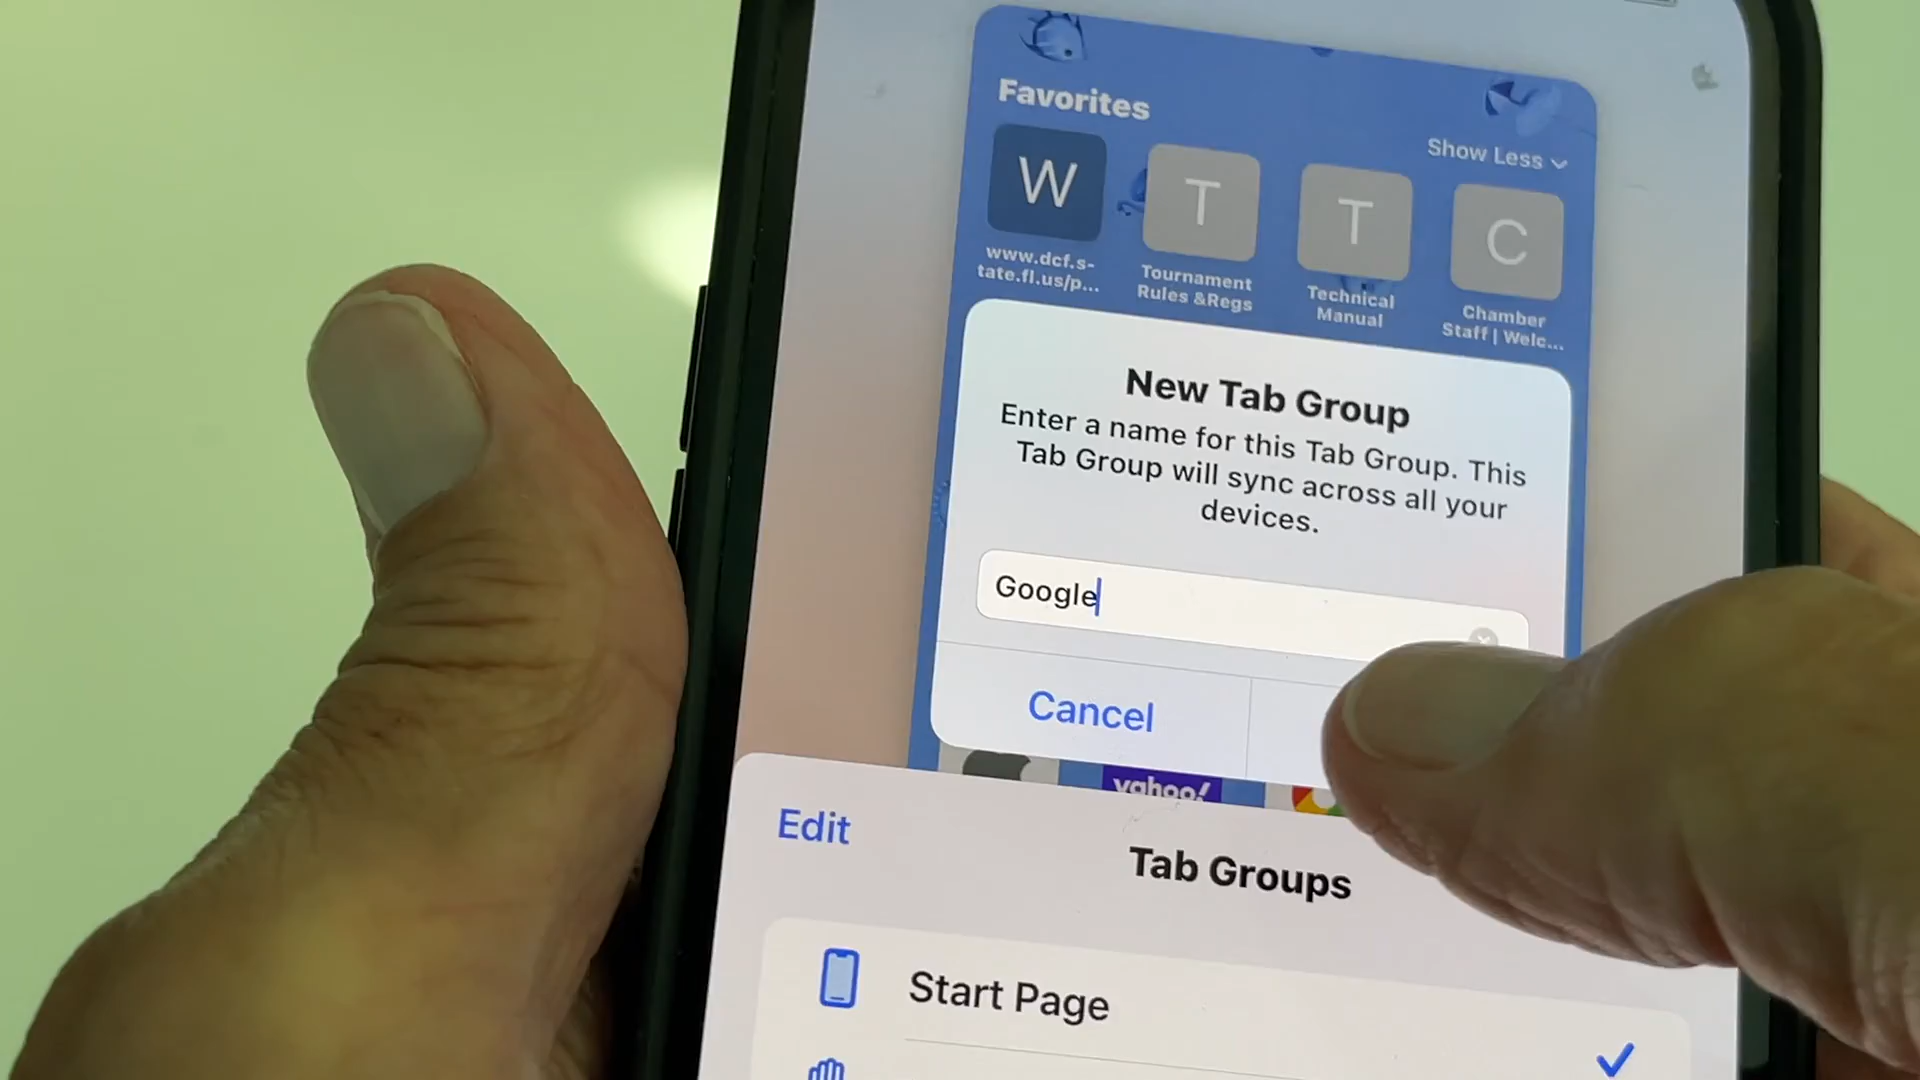 Favorites
Show Less
W
T
T
C
www.dcf.s-
tate.fl.us/p...
Tournament
Rules &Regs
Technical
Manual
Chamber
Staff | Welc...
New Tab Group
Enter a name for this Tab Group. This
Tab Group will sync across all your
devices.
Google
Cancel
yahoo!
Edit
Tab Groups
Start Page